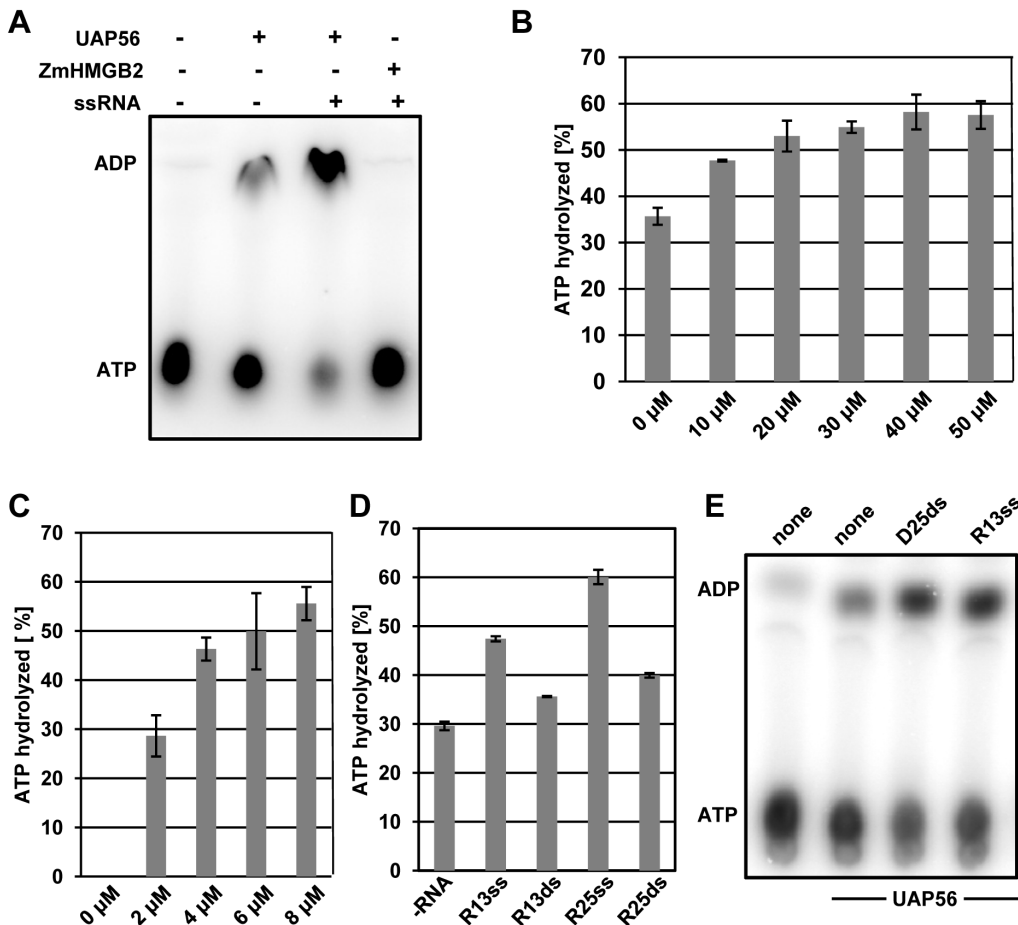 A
UAP56 - + + -
ZmHMGB2 - - - +
ssRNA - - + +
ADP
ATP
B
ATP hydrolyzed [%]
70
60
50
40
30
20
10
0
0 µM 10 µM 20 µM 30 µM 40 µM 50 µM
C
ATP hydrolyzed [ %]
70
60
50
40
30
20
10
0
0 µM 2 µM 4 µM 6 µM 8 µM
D
ATP hydrolyzed [%]
70
60
50
40
30
20
10
0
-RNA R13ss R13ds R25ss R25ds
E
none none D25ds R13ss
ADP
ATP
UAP56